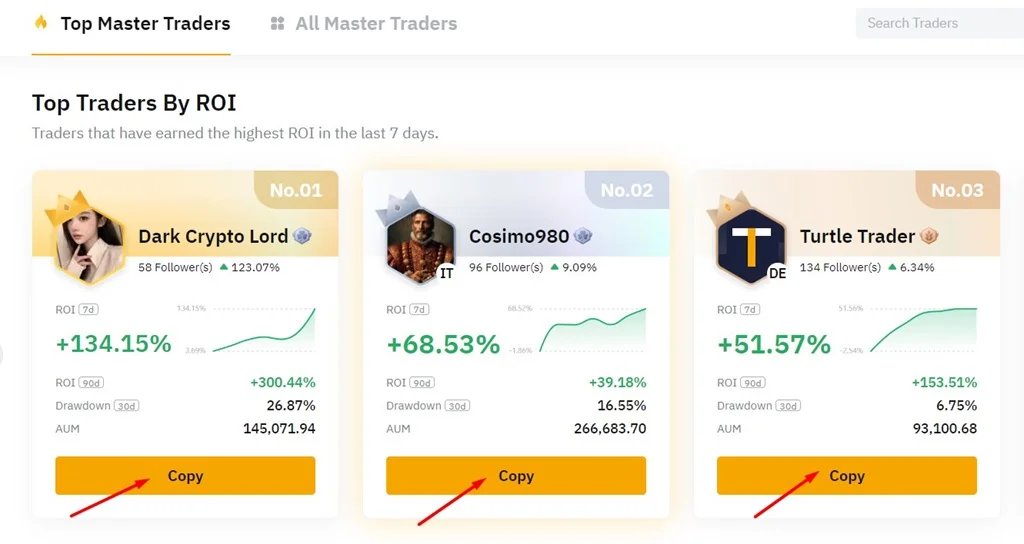 Top Master Traders
All Master Traders
Search Traders
Top Traders By ROI
Traders that have earned the highest ROI in the last 7 days.
No.01
Dark Crypto Lord
58 Follower(s) 123.07%
ROI 7d
+134.15%
134.15%
3.69%
ROI 90d +300.44%
Drawdown 30d 26.87%
AUM 145,071.94
Copy
No.02
IT
Cosimo980
96 Follower(s) 9.09%
ROI 7d
+68.53%
68.52%
-1.86%
ROI 90d +39.18%
Drawdown 30d 16.55%
AUM 266,683.70
Copy
No.03
T
DE
Turtle Trader
134 Follower(s) 6.34%
ROI 7d
+51.57%
51.56%
-2.54%
ROI 90d +153.51%
Drawdown 30d 6.75%
AUM 93,100.68
Copy